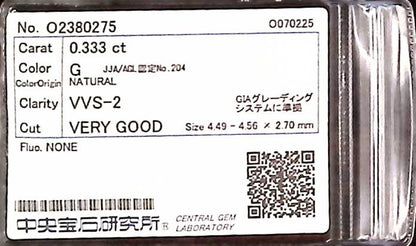 No. O2380275 O070225
Carat 0.333 ct
Color G JJA/AGL認定No.204
ColorOrigin NATURAL
Clarity VVS-2 GIAグレーディング
システムに準拠
Cut VERY GOOD Size 4.49 - 4.56 × 2.70 mm
Fluo. NONE
中央宝石研究所® CENTRAL GEM
LABORATORY